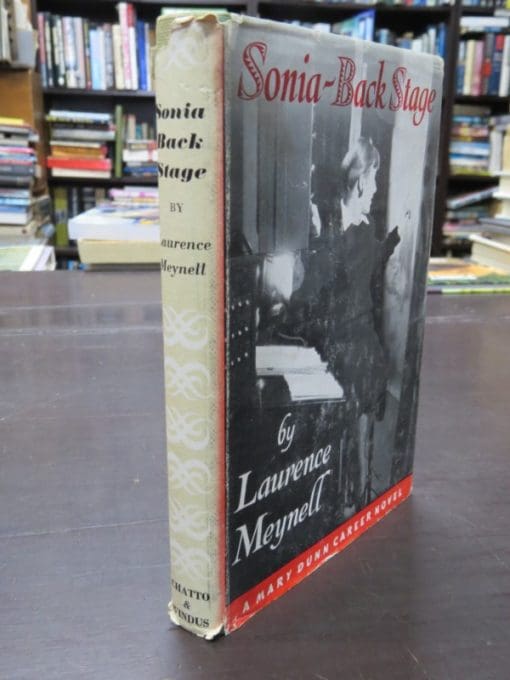 Sonia
Back
Stage
BY
Laurence
Meynell
CHATTO
&
WINDUS
Sonia-Back Stage
by
Laurence
Meynell
A MARY DUNN CAREER NOVEL